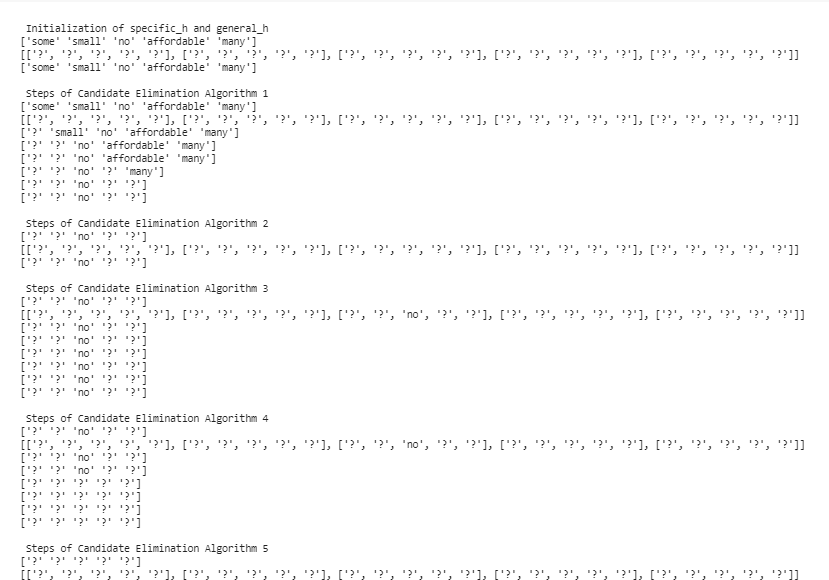 Initialization of specific_h and general_h
['some' 'small' 'no' 'affordable' 'many']
[['?', '?', '?', '?', '?'], ['?', '?', '?', '?', '?'], ['?', '?', '?', '?', '?'], ['?', '?', '?', '?', '?'], ['?', '?', '?', '?', '?']]
['some' 'small' 'no' 'affordable' 'many']
Steps of Candidate Elimination Algorithm 1
['some' 'small' 'no' 'affordable' 'many']
[['?', '?', '?', '?', '?'], ['?', '?', '?', '?', '?'], ['?', '?', '?', '?', '?'], ['?', '?', '?', '?', '?'], ['?', '?', '?', '?', '?']]
['?' 'small' 'no' 'affordable' 'many']
['?' '?' 'no' 'affordable' 'many']
['?' '?' 'no' 'affordable' 'many']
['?' '?' 'no' '?' 'many']
['?' '?' 'no' '?' '?']
['?' '?' 'no' '?' '?']
Steps of Candidate Elimination Algorithm 2
['?' '?' 'no' '?' '?']
[['?', '?', '?', '?', '?'], ['?', '?', '?', '?', '?'], ['?', '?', '?', '?', '?'], ['?', '?', '?', '?', '?'], ['?', '?', '?', '?', '?']]
['?' '?' 'no' '?' '?']
Steps of Candidate Elimination Algorithm 3
['?' '?' 'no' '?' '?']
[['?', '?', '?', '?', '?'], ['?', '?', '?', '?', '?'], ['?', '?', 'no', '?', '?'], ['?', '?', '?', '?', '?'], ['?', '?', '?', '?', '?']]
['?' '?' 'no' '?' '?']
['?' '?' 'no' '?' '?']
['?' '?' 'no' '?' '?']
['?' '?' 'no' '?' '?']
['?' '?' 'no' '?' '?']
['?' '?' 'no' '?' '?']
Steps of Candidate Elimination Algorithm 4
['?' '?' 'no' '?' '?']
[['?', '?', '?', '?', '?'], ['?', '?', '?', '?', '?'], ['?', '?', 'no', '?', '?'], ['?', '?', '?', '?', '?'], ['?', '?', '?', '?', '?']]
['?' '?' 'no' '?' '?']
['?' '?' 'no' '?' '?']
['?' '?' '?' '?' '?']
['?' '?' '?' '?' '?']
['?' '?' '?' '?' '?']
['?' '?' '?' '?' '?']
Steps of Candidate Elimination Algorithm 5
['?' '?' '?' '?' '?']
[['?', '?', '?', '?', '?'], ['?', '?', '?', '?', '?'], ['?', '?', '?', '?', '?'], ['?', '?', '?', '?', '?'], ['?', '?', '?', '?', '?']]